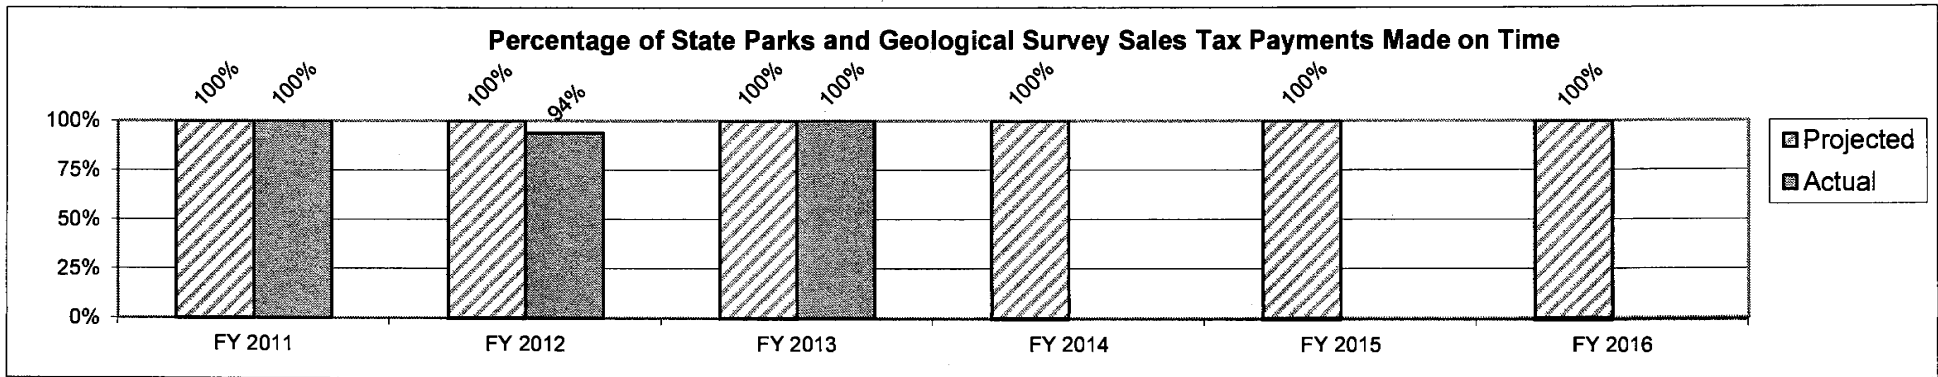 Percentage of State Parks and Geological Survey Sales Tax Payments Made on Time
100% 100% 100% 94% 100% 100% 100% 100% 100%
100%
75%
50%
25%
0%
FY 2011 FY 2012 FY 2013 FY 2014 FY 2015 FY 2016
Projected
Actual